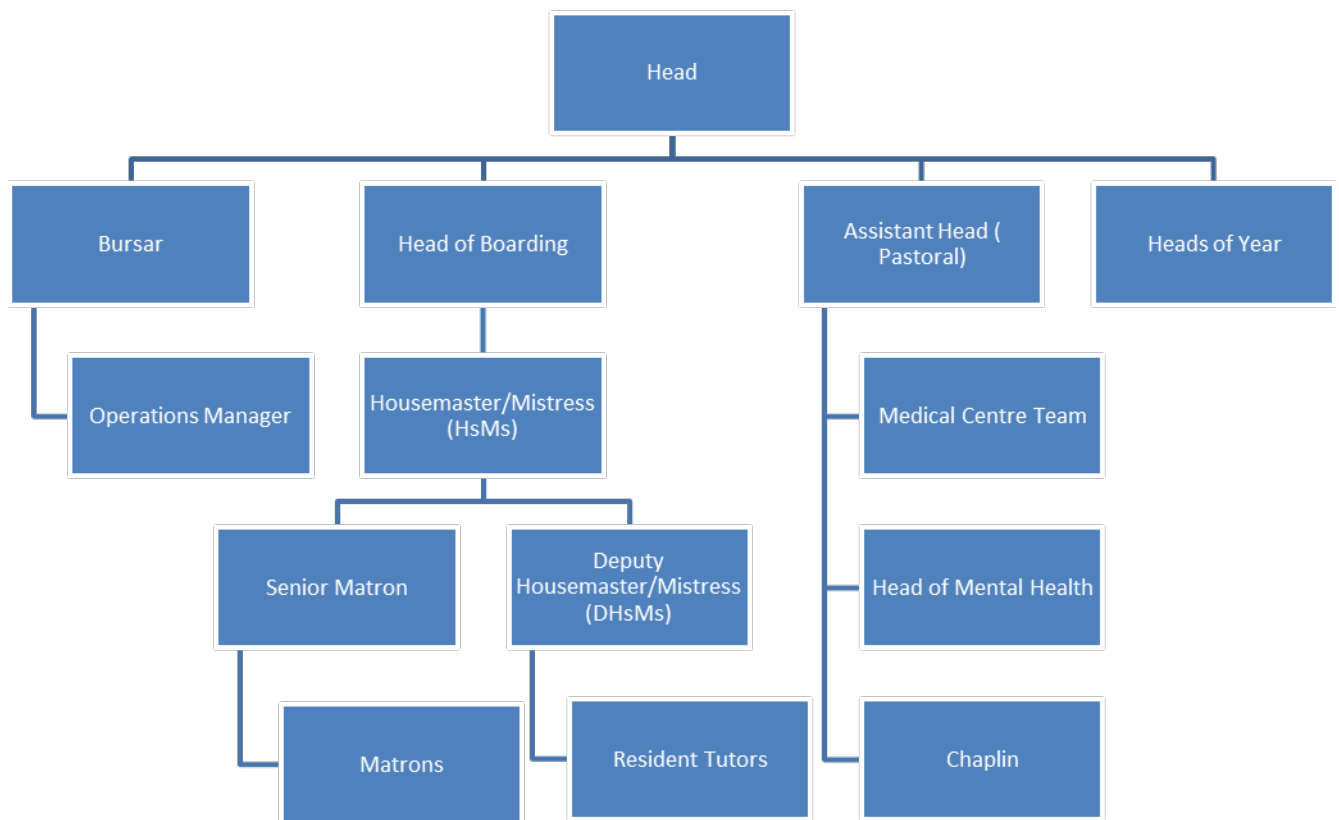 Head
Bursar
Head of Boarding
Assistant Head (
Pastoral)
Heads of Year
Operations Manager
Housemaster/Mistress
(HsMs)
Medical Centre Team
Senior Matron
Deputy
Housemaster/Mistress
(DHsMs)
Head of Mental Health
Matrons
Resident Tutors
Chaplin